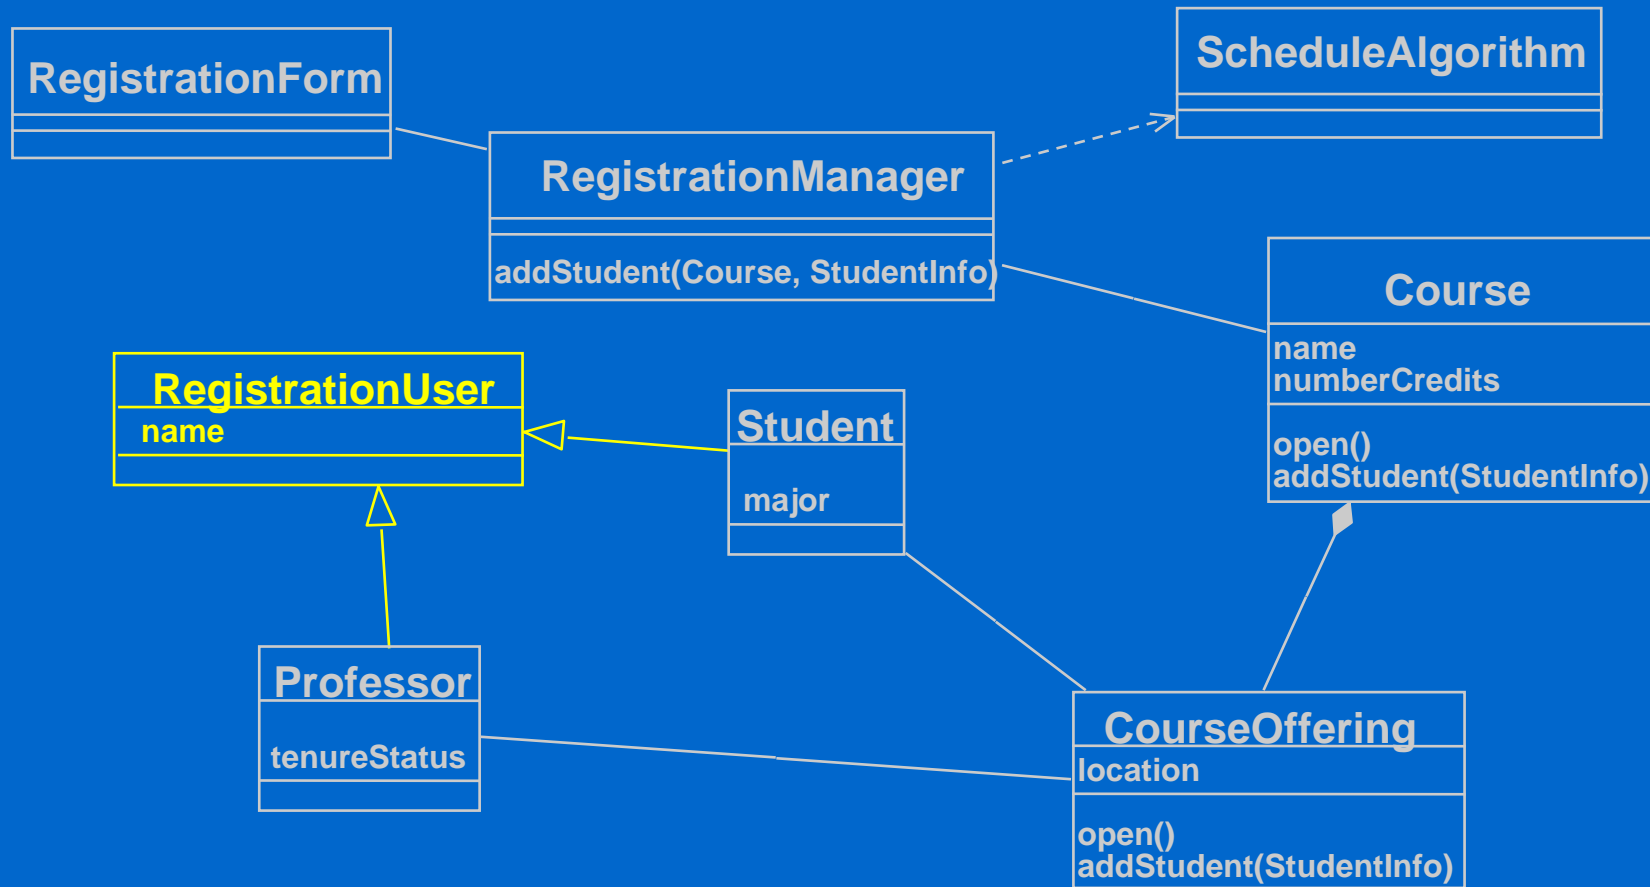 RegistrationForm
ScheduleAlgorithm
RegistrationManager
addStudent(Course, StudentInfo)
Course
name
numberCredits
open()
addStudent(StudentInfo)
RegistrationUser
name
Student
major
Professor
tenureStatus
CourseOffering
location
open()
addStudent(StudentInfo)